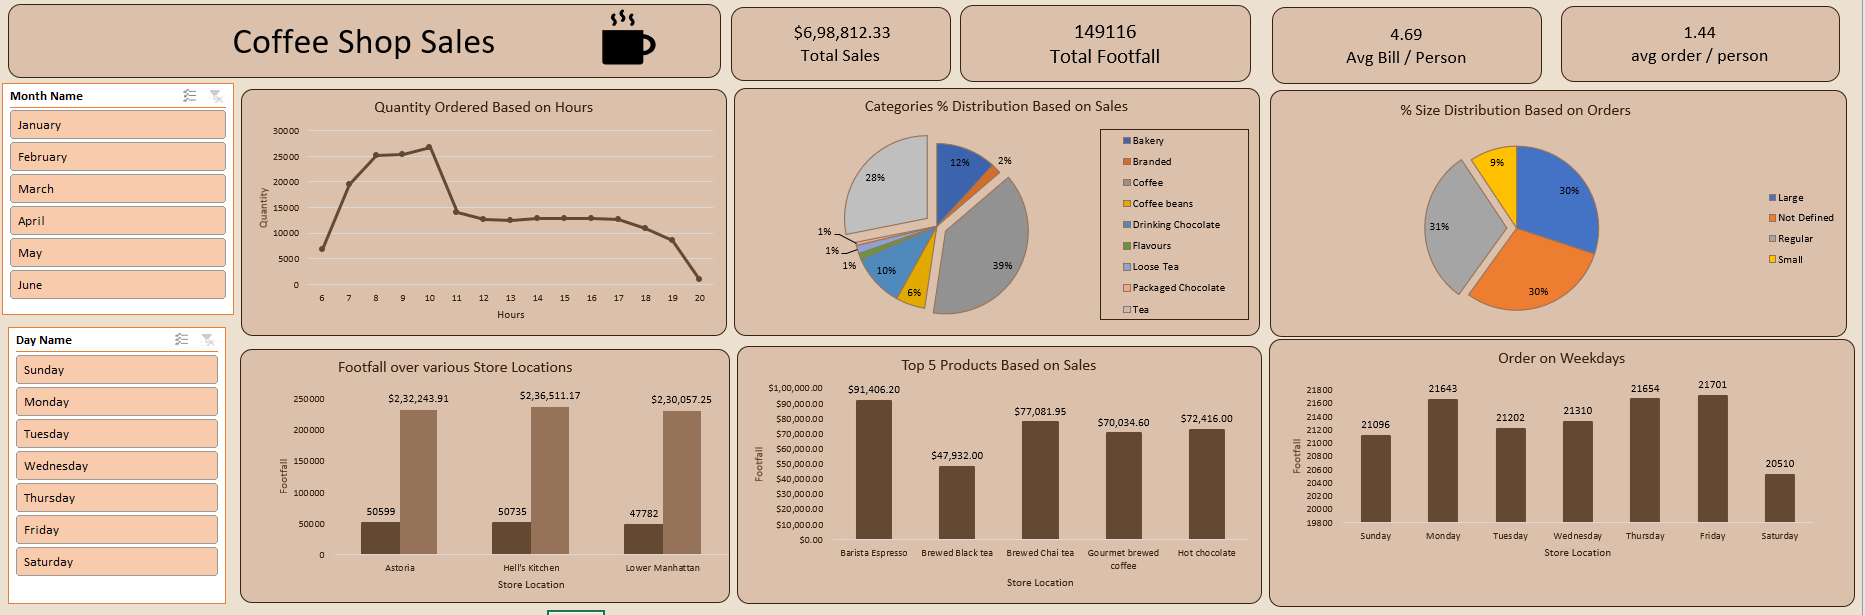 Coffee Shop Sales
$6,98,812.33
Total Sales
149116
Total Footfall
4.69
Avg Bill / Person
1.44
avg order / person
Month Name
January
February
March
April
May
June
Day Name
Sunday
Monday
Tuesday
Wednesday
Thursday
Friday
Saturday
Quantity Ordered Based on Hours
30000
25000
20000
15000
10000
5000
0
Quantity
6 7 8 9 10 11 12 13 14 15 16 17 18 19 20
Hours
Categories % Distribution Based on Sales
12%
2%
39%
6%
10%
1%
1%
1%
28%
Bakery
Branded
Coffee
Coffee beans
Drinking Chocolate
Flavours
Loose Tea
Packaged Chocolate
Tea
% Size Distribution Based on Orders
9%
30%
31%
30%
Large
Not Defined
Regular
Small
Footfall over various Store Locations
250000
200000
150000
100000
50000
0
Footfall
$2,32,243.91
$2,36,511.17
$2,30,057.25
50599
50735
47782
Astoria Hell's Kitchen Lower Manhattan
Store Location
Top 5 Products Based on Sales
$1,00,000.00
$90,000.00
$80,000.00
$70,000.00
$60,000.00
$50,000.00
$40,000.00
$30,000.00
$20,000.00
$10,000.00
$0.00
Footfall
$91,406.20
$47,932.00
$77,081.95
$70,034.60
$72,416.00
Barista Espresso Brewed Black tea Brewed Chai tea Gourmet brewed Hot chocolate
coffee
Store Location
Order on Weekdays
21800
21600
21400
21200
21000
20800
20600
20400
20200
20000
19800
Footfall
21096
21643
21202
21310
21654
21701
20510
Sunday Monday Tuesday Wednesday Thursday Friday Saturday
Store Location